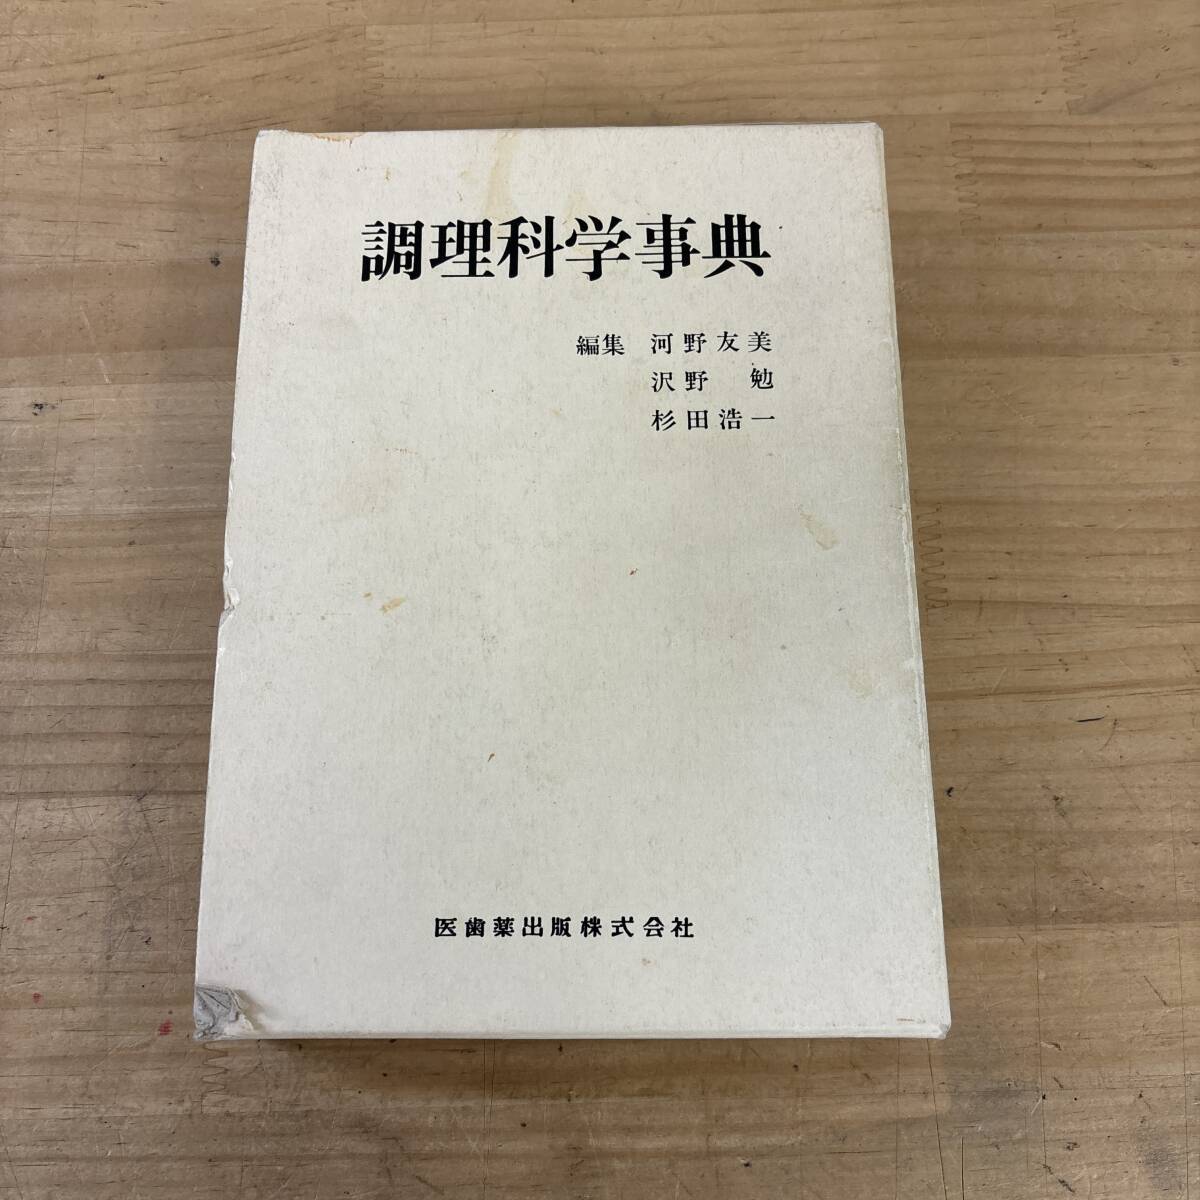 調理科学事典
編集 河野友美
沢野 勉
杉田浩一
医歯薬出版株式会社